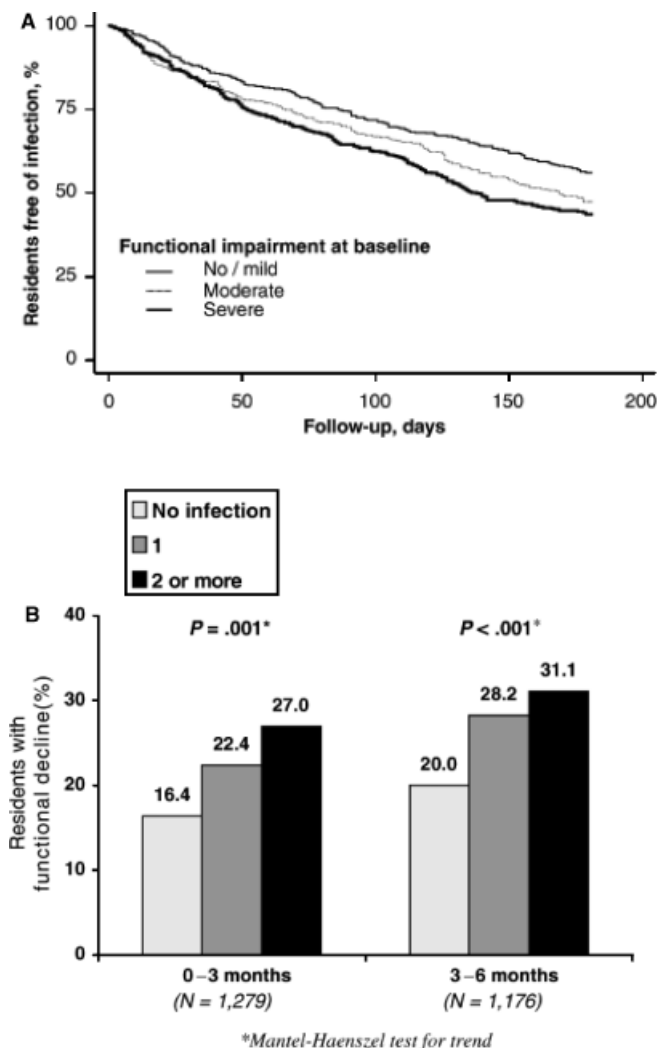 A
Residents free of infection, %
100
75
50
25
0
Functional impairment at baseline
No / mild
Moderate
Severe
0 50 100 150 200
Follow-up, days
No infection
1
2 or more
B
Residents with
functional decline(%)
40
30
20
10
0
P = .001* P < .001*
16.4 22.4 27.0 20.0 28.2 31.1
0–3 months 3–6 months
(N = 1,279) (N = 1,176)
*Mantel-Haenszel test for trend